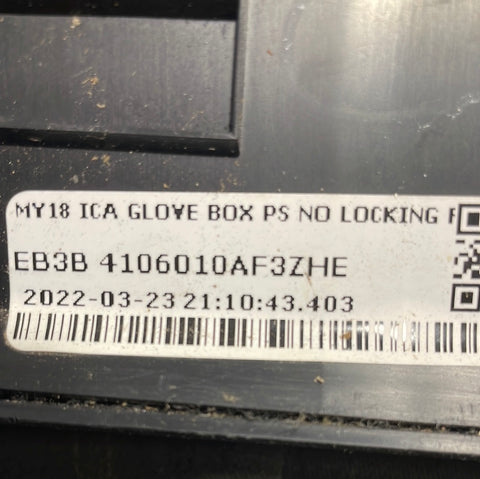 MY18 ICA GLOVE BOX PS NO LOCKING
EB3B 4106010AF3ZHE
2022-03-23 21:10:43.403